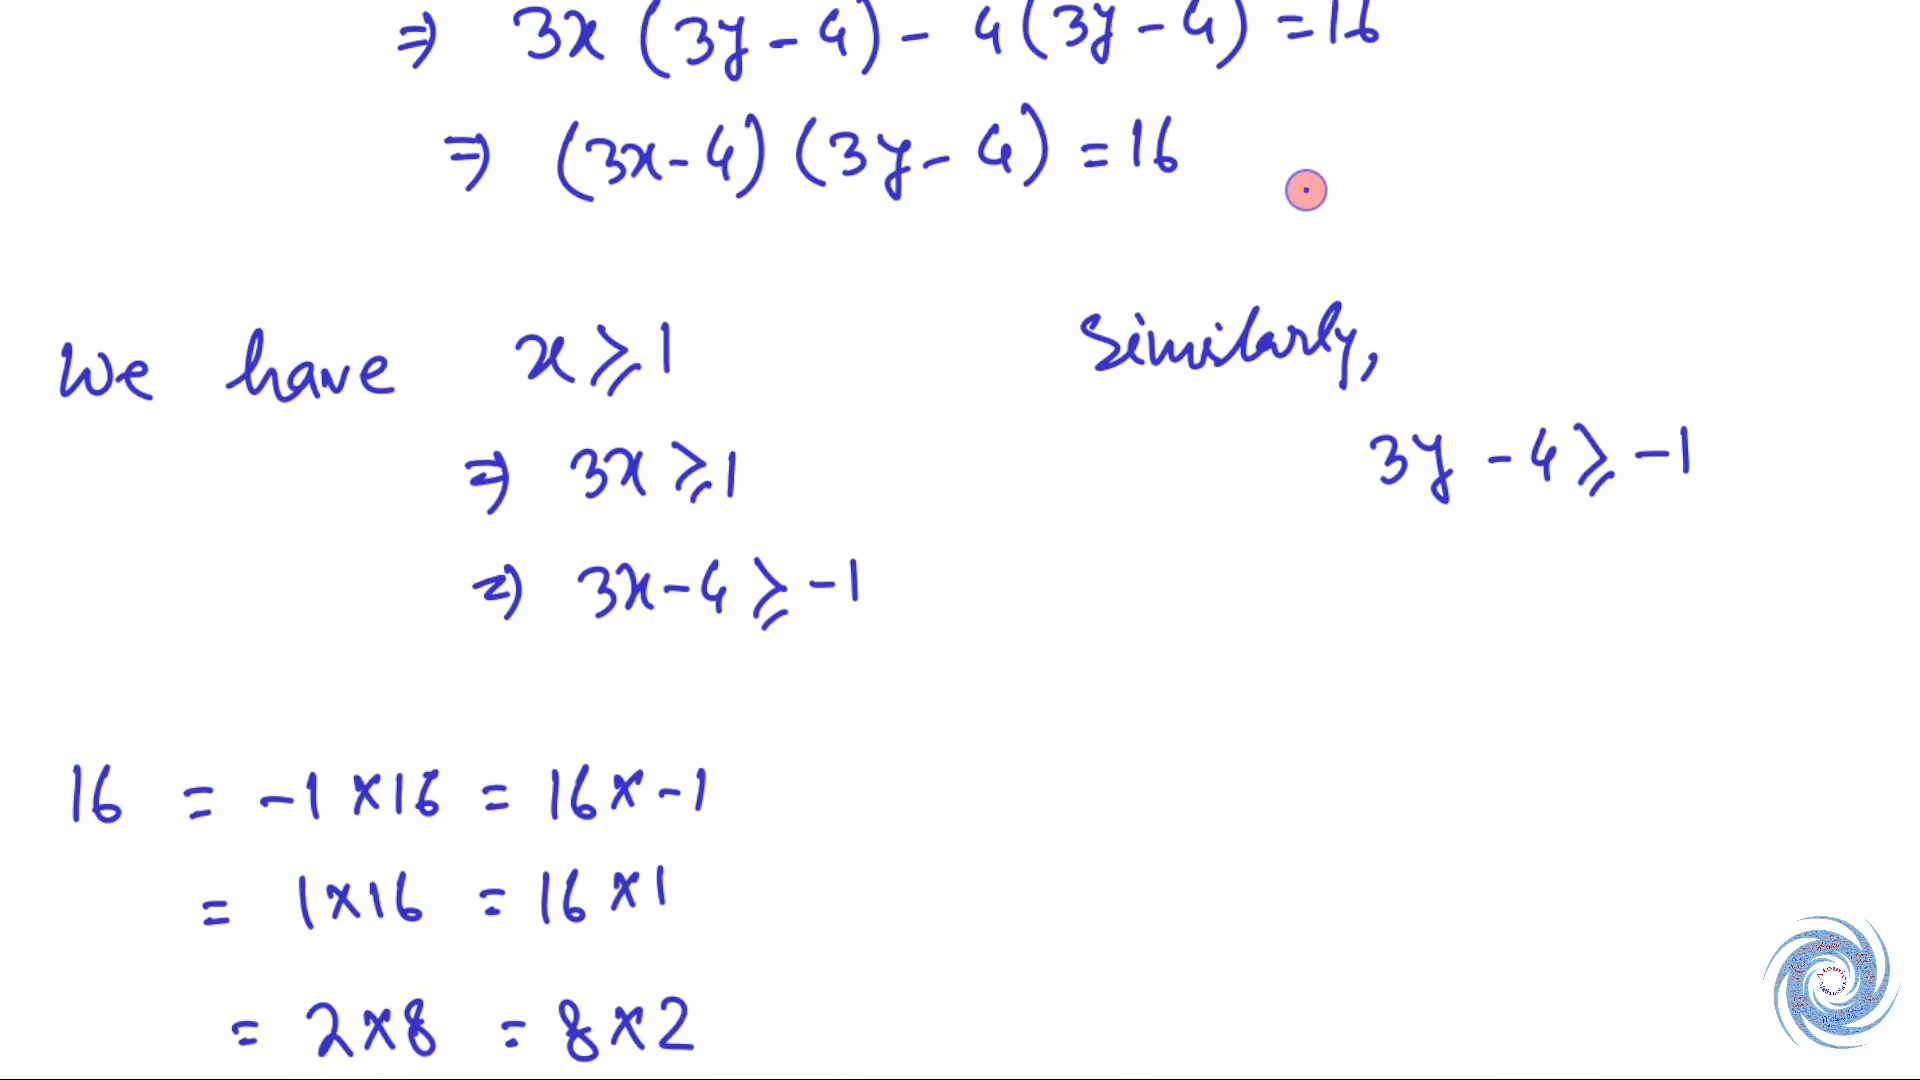 ⇒ 3x (3y - 4) - 4 (3y - 4) = 16
⇒ (3x - 4) (3y - 4) = 16
We have x ⩾ 1
⇒ 3x ⩾ 1
⇒ 3x - 4 ⩾ -1
Similarly,
3y - 4 ⩾ -1
16 = -1 × 16 = 16 × -1
= 1 × 16 = 16 × 1
= 2 × 8 = 8 × 2